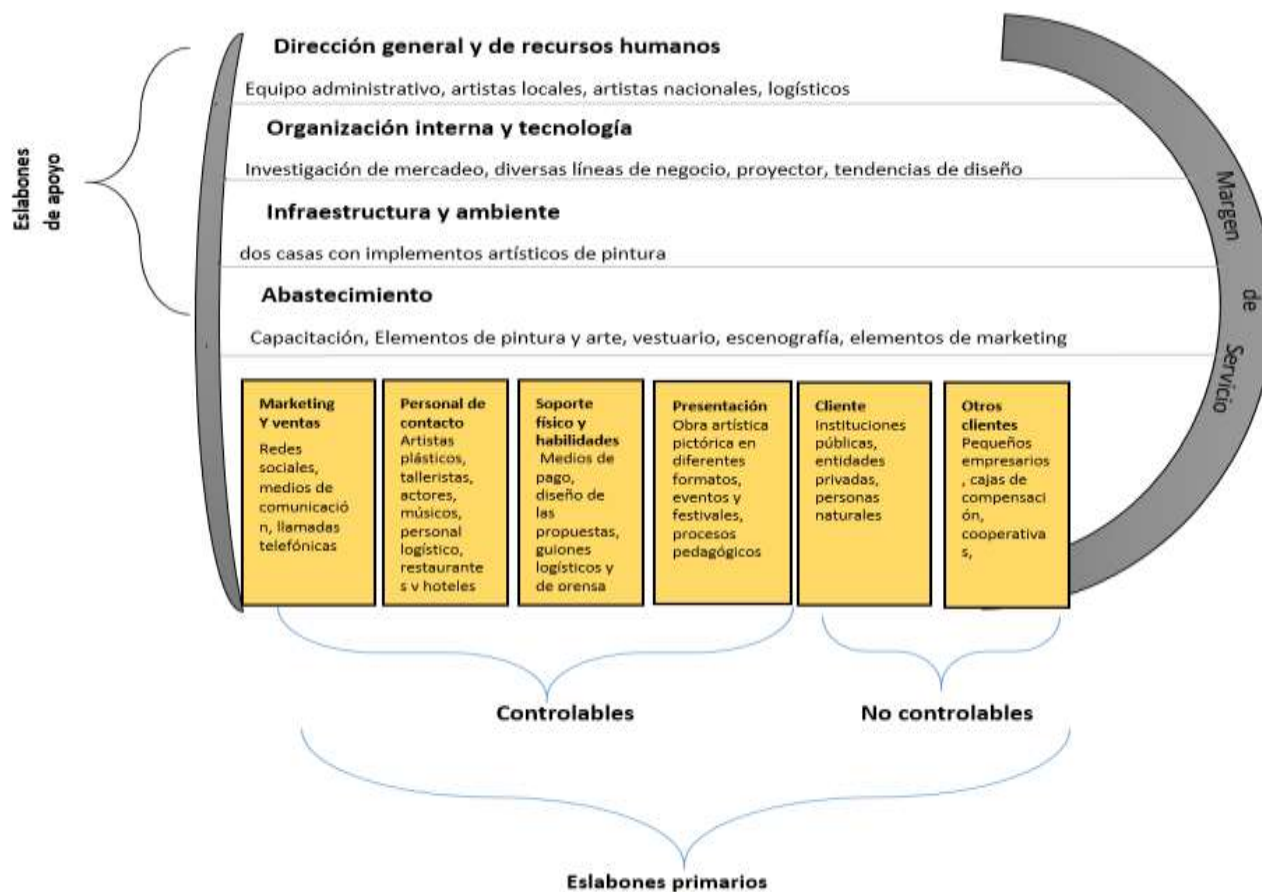 Dirección general y de recursos humanos
Equipo administrativo, artistas locales, artistas nacionales, logísticos
Organización interna y tecnología
Investigación de mercadeo, diversas líneas de negocio, proyector, tendencias de diseño
Infraestructura y ambiente
dos casas con implementos artísticos de pintura
Abastecimiento
Capacitación, Elementos de pintura y arte, vestuario, escenografía, elementos de marketing
Eslabones
de apoyo
Margen
de
Servicio
Marketing
Y ventas
Redes
sociales,
medios de
comunicació
n, llamadas
telefónicas
Personal de
contacto
Artistas
plásticos,
talleristas,
actores,
músicos,
personal
logístico,
restaurante
s y hoteles
Soporte
físico y
habilidades
Medios de
pago,
diseño de
las
propuestas,
guiones
logísticos y
de prensa
Presentación
Obra artística
pictórica en
diferentes
formatos,
eventos y
festivales,
procesos
pedagógicos
Cliente
Instituciones
públicas,
entidades
privadas,
personas
naturales
Otros
clientes
Pequeños
empresarios
, cajas de
compensaci
ón,
cooperativa
s,
Controlables
No controlables
Eslabones primarios